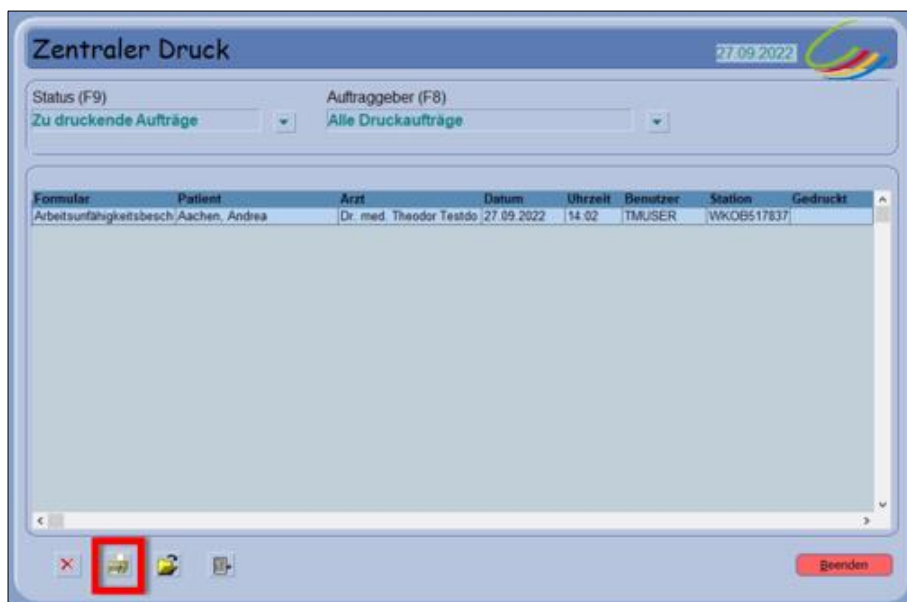 Zentraler Druck
27.09.2022
Status (F9) Auftraggeber (F8)
Zu druckende Aufträge Alle Druckaufträge
Formular Patient Arzt Datum Uhrzeit Benutzer Station Gedruckt
Arbeitsunfähigkeitsbesch Aachen, Andrea Dr. med. Theodor Testdo 27.09.2022 14:02 TMUSER WKOB517837
Beenden